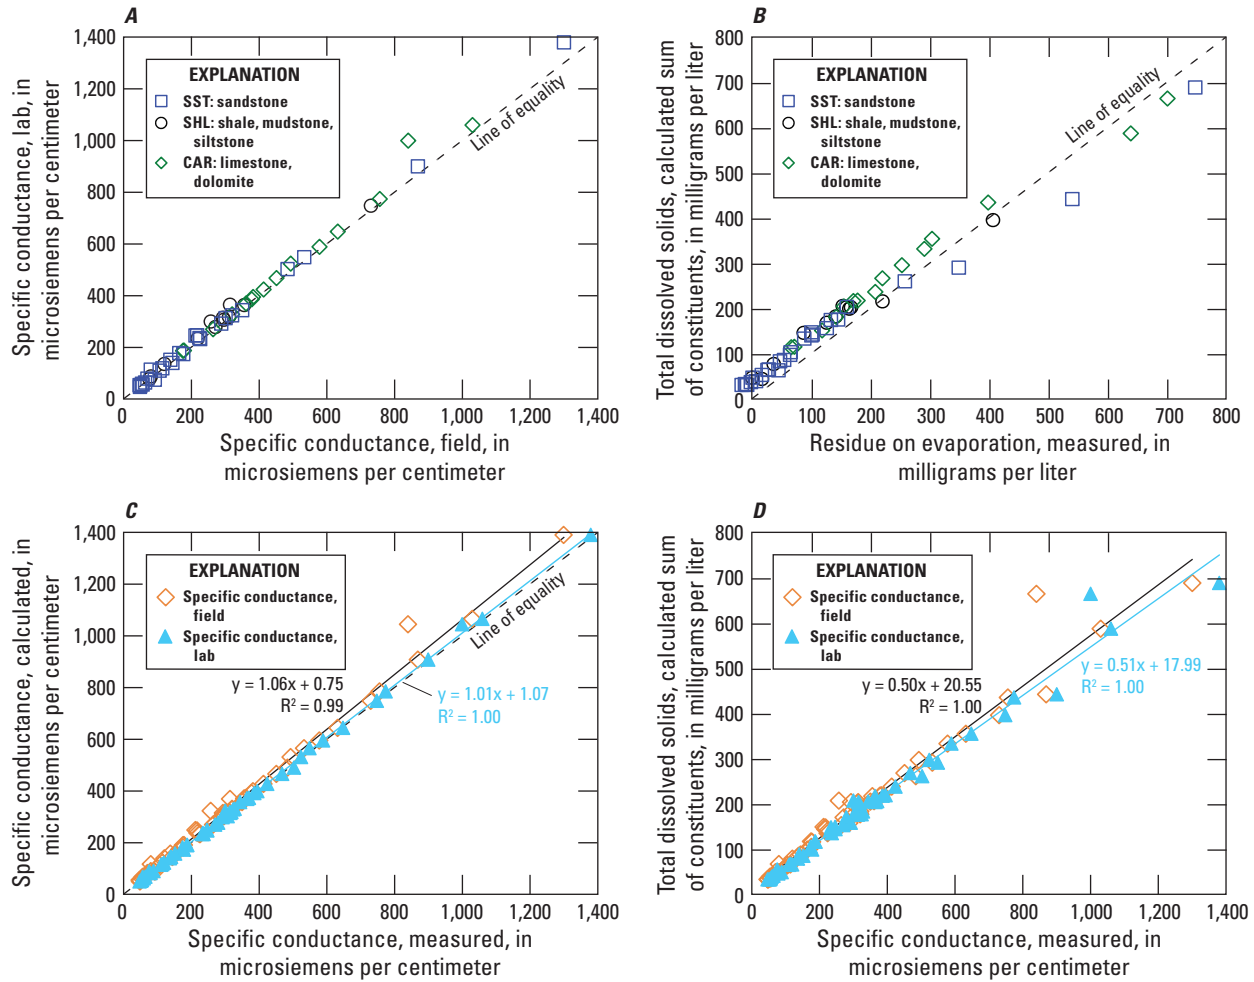 A
Specific conductance, lab, in
microsiemens per centimeter
1,400
1,200
1,000
800
600
400
200
0
EXPLANATION
SST: sandstone
SHL: shale, mudstone,
siltstone
CAR: limestone,
dolomite
Line of equality
0 200 400 600 800 1,000 1,200 1,400
Specific conductance, field, in
microsiemens per centimeter
B
Total dissolved solids, calculated sum
of constituents, in milligrams per liter
800
700
600
500
400
300
200
100
0
EXPLANATION
SST: sandstone
SHL: shale, mudstone,
siltstone
CAR: limestone,
dolomite
Line of equality
0 100 200 300 400 500 600 700 800
Residue on evaporation, measured, in
milligrams per liter
C
Specific conductance, calculated, in
microsiemens per centimeter
1,400
1,200
1,000
800
600
400
200
0
EXPLANATION
Specific conductance,
field
Specific conductance,
lab
Line of equality
y = 1.06x + 0.75
R² = 0.99
y = 1.01x + 1.07
R² = 1.00
0 200 400 600 800 1,000 1,200 1,400
Specific conductance, measured, in
microsiemens per centimeter
D
Total dissolved solids, calculated sum
of constituents, in milligrams per liter
800
700
600
500
400
300
200
100
0
EXPLANATION
Specific conductance,
field
Specific conductance,
lab
y = 0.50x + 20.55
R² = 1.00
y = 0.51x + 17.99
R² = 1.00
0 200 400 600 800 1,000 1,200 1,400
Specific conductance, measured, in
microsiemens per centimeter